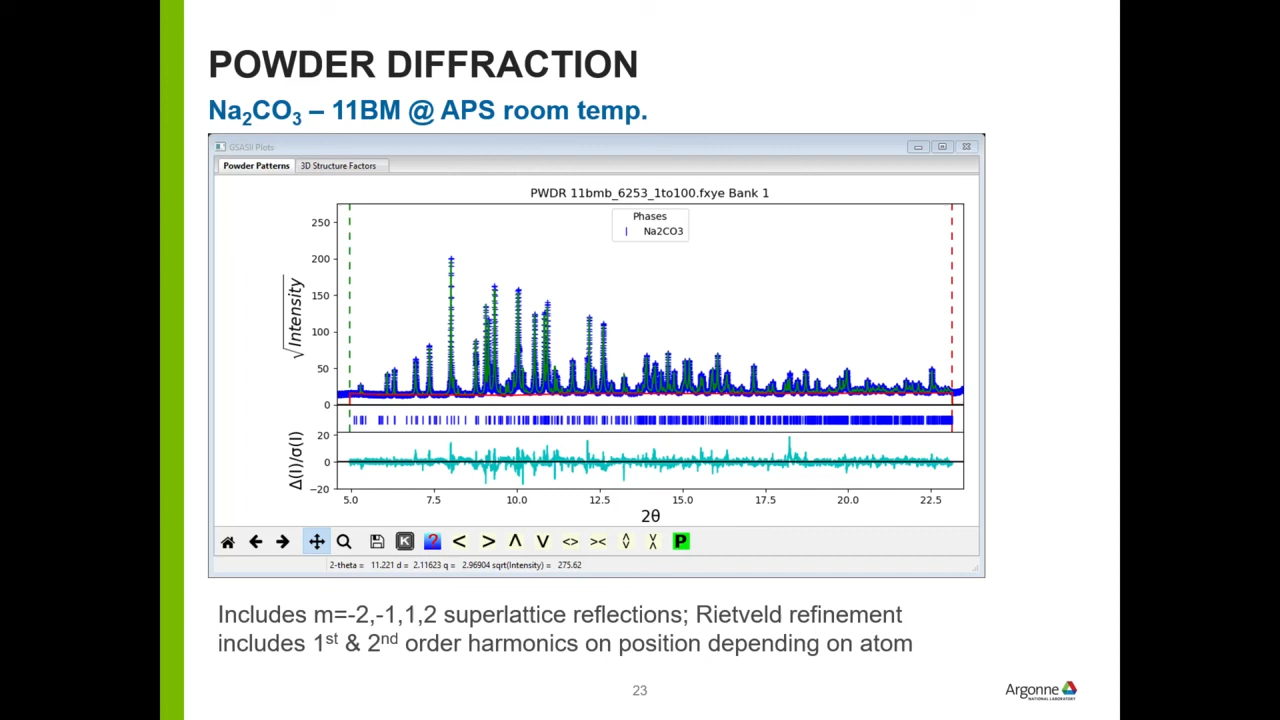 POWDER DIFFRACTION
Na₂CO₃ – 11BM @ APS room temp.
GSASII Plots
Powder Patterns 3D Structure Factors
PWDR 11bmb_6253_1to100.fxye Bank 1
Phases
Na2CO3
250
200
150
100
50
0
√Intensity
20
0
−20
Δ(I)/σ(I)
5.0 7.5 10.0 12.5 15.0 17.5 20.0 22.5
2θ
K ? < > Λ V <> >< P
2-theta = 11.221 d = 2.11623 q = 2.96904 sqrt(Intensity) = 275.62
Includes m=-2,-1,1,2 superlattice reflections; Rietveld refinement
includes 1ˢᵗ & 2ⁿᵈ order harmonics on position depending on atom
23
Argonne
NATIONAL LABORATORY